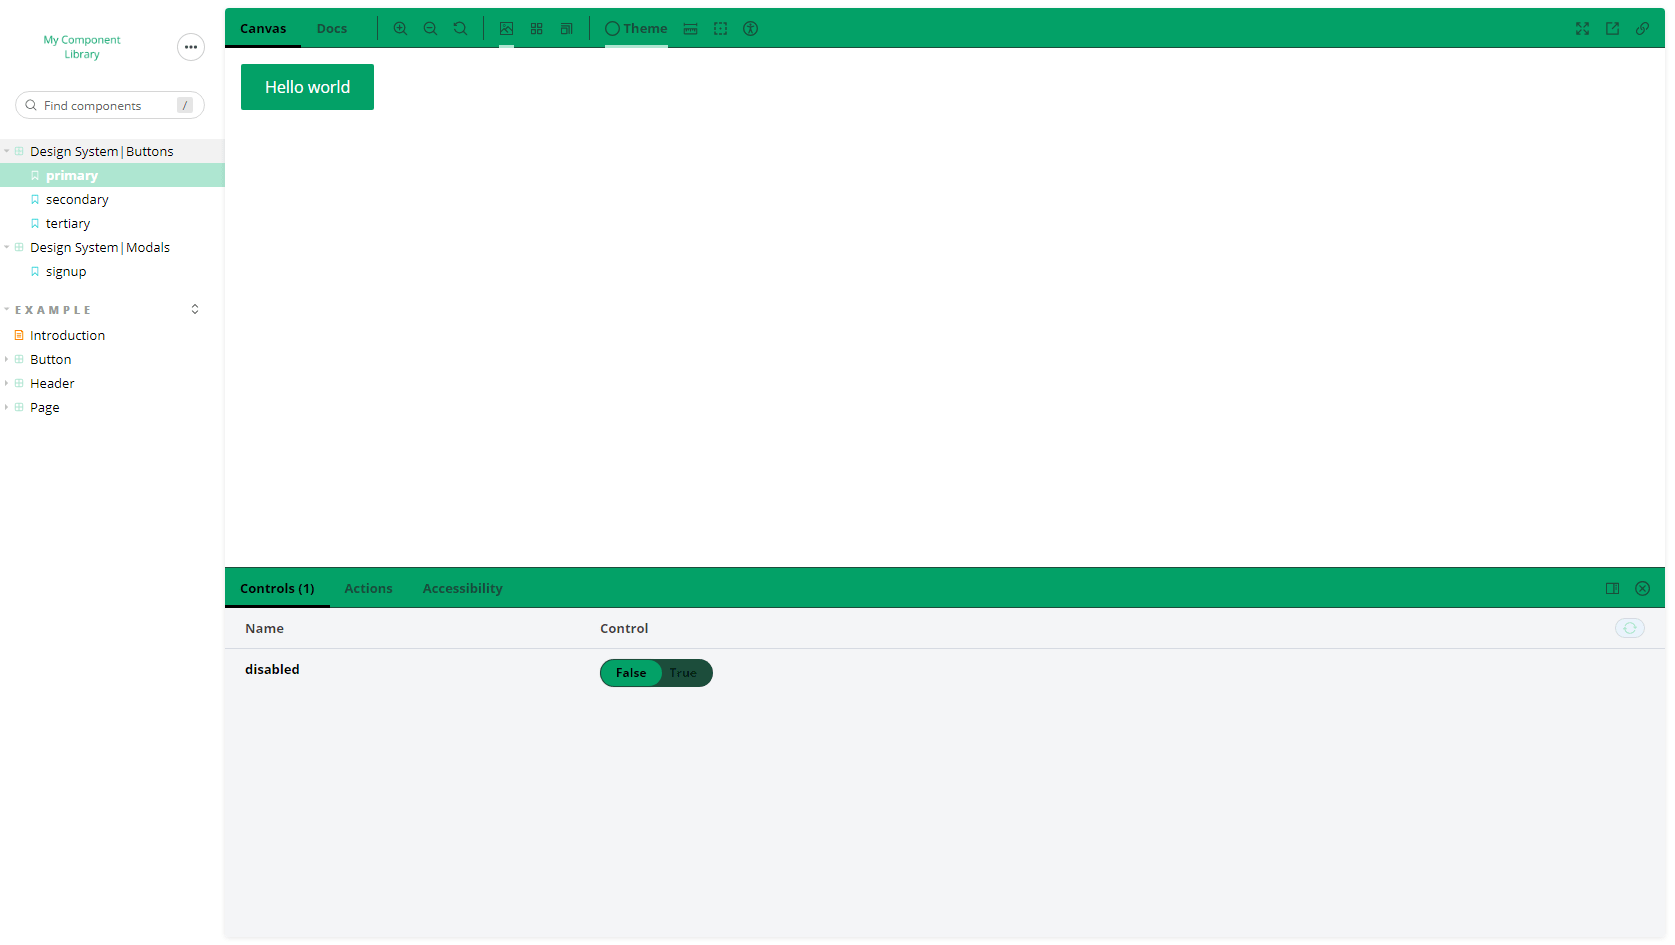 My Component
Library
Find components /
Design System|Buttons
primary
secondary
tertiary
Design System|Modals
signup
EXAMPLE
Introduction
Button
Header
Page
Canvas Docs Theme
Hello world
Controls (1) Actions Accessibility
Name Control
disabled False True